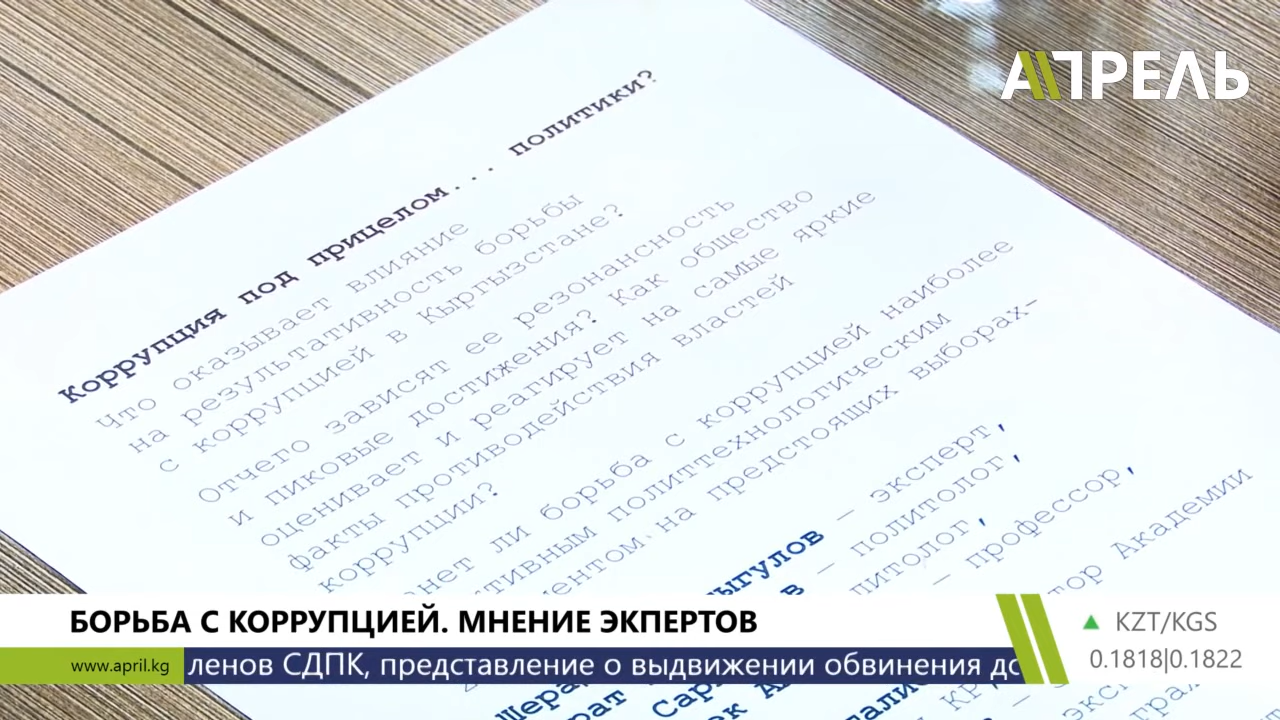 АПРЕЛЬ
Коррупция под прицелом... политики?
Что оказывает влияние
на результативность борьбы
с коррупцией в Кыргызстане?
Отчего зависят ее резонансность
и пиковые достижения? Как общество
оценивает и реагирует на самые яркие
факты противодействия властей
коррупции?
ли борьба с коррупцией наиболее
политтехнологическим
на предстоящих выборах-
– эксперт,
– политолог,
– профессор,
Академии
БОРЬБА С КОРРУПЦИЕЙ. МНЕНИЕ ЭКПЕРТОВ
www.april.kg
ленов СДПК, представление о выдвижении обвинения до
KZT/KGS
0.1818|0.1822